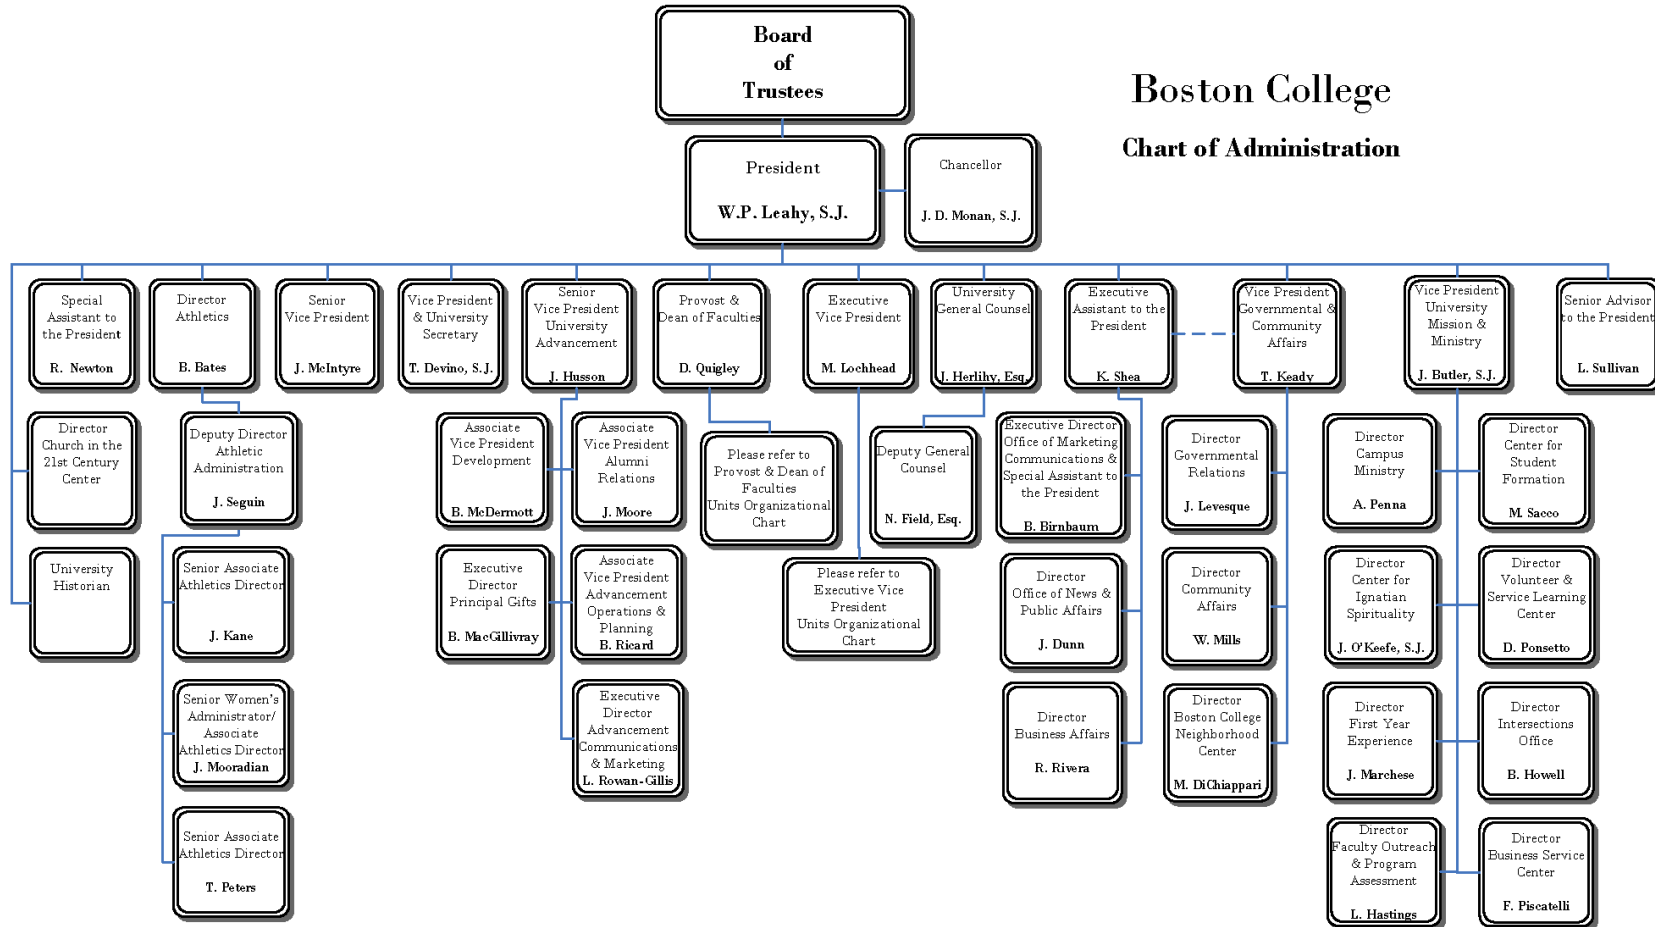 Board
of
Trustees
Boston College
Chart of Administration
President
W.P. Leahy, S.J.
Chancellor
J. D. Monan, S.J.
Special
Assistant to
the President
R. Newton
Director
Athletics
B. Bates
Senior
Vice President
J. McIntyre
Vice President
& University
Secretary
T. Devino, S.J.
Senior
Vice President
University
Advancement
J. Husson
Provost &
Dean of Faculties
D. Quigley
Executive
Vice President
M. Lochhead
University
General Counsel
J. Herlihy, Esq.
Executive
Assistant to the
President
K. Shea
Vice President
Governmental &
Community
Affairs
T. Keady
Vice President
University
Mission &
Ministry
J. Butler, S.J.
Senior Advisor
to the President
L. Sullivan
Director
Church in the
21st Century
Center
Deputy Director
Athletic
Administration
J. Seguin
Associate
Vice President
Development
B. McDermott
Associate
Vice President
Alumni
Relations
J. Moore
Please refer to
Provost & Dean of
Faculties
Units Organizational
Chart
Deputy General
Counsel
N. Field, Esq.
Executive Director
Office of Marketing
Communications &
Special Assistant to
the President
B. Birnbaum
Director
Governmental
Relations
J. Levesque
Director
Campus
Ministry
A. Penna
Director
Center for
Student
Formation
M. Sacco
University
Historian
Senior Associate
Athletics Director
J. Kane
Executive
Director
Principal Gifts
B. MacGillivray
Associate
Vice President
Advancement
Operations &
Planning
B. Ricard
Please refer to
Executive Vice
President
Units Organizational
Chart
Director
Office of News &
Public Affairs
J. Dunn
Director
Community
Affairs
W. Mills
Director
Center for
Ignatian
Spirituality
J. O'Keefe, S.J.
Director
Volunteer &
Service Learning
Center
D. Ponsetto
Senior Women's
Administrator/
Associate
Athletics Director
J. Mooradian
Executive
Director
Advancement
Communications
& Marketing
L. Rowan-Gillis
Director
Business Affairs
R. Rivera
Director
Boston College
Neighborhood
Center
M. DiChiappari
Director
First Year
Experience
J. Marchese
Director
Intersections
Office
B. Howell
Senior Associate
Athletics Director
T. Peters
Director
Faculty Outreach
& Program
Assessment
L. Hastings
Director
Business Service
Center
F. Piscatelli